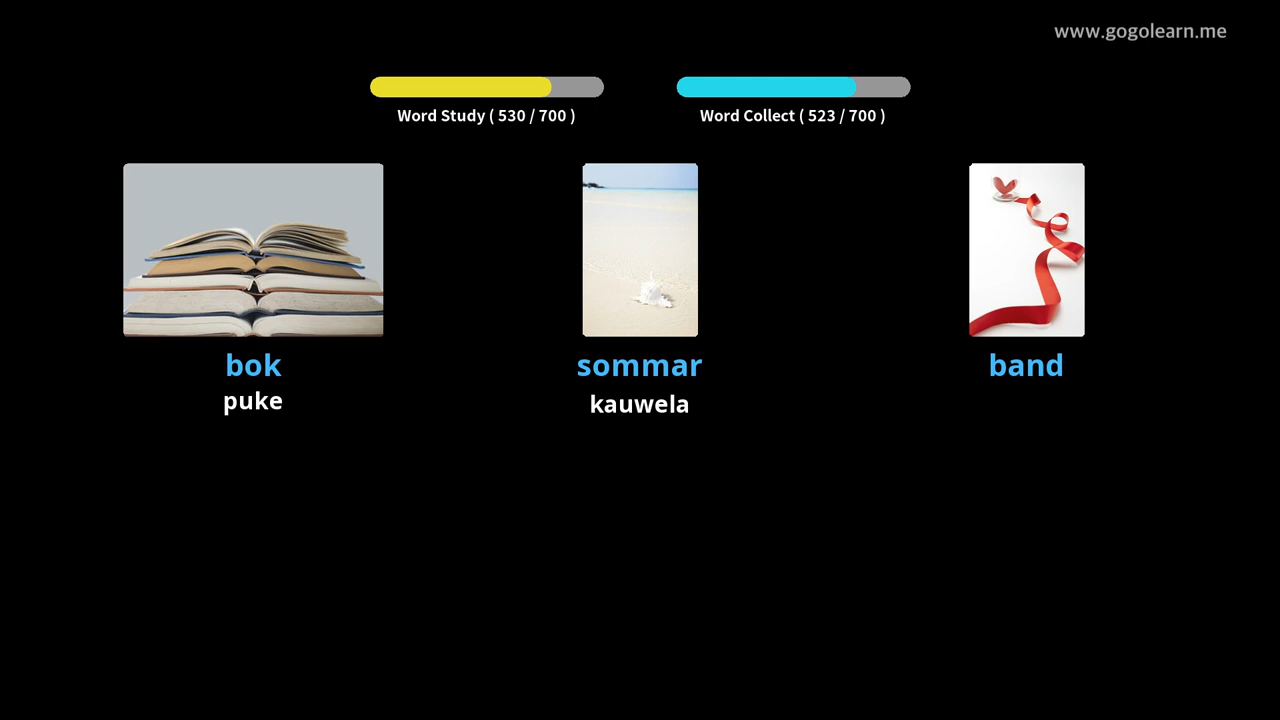 www.gogolearn.me
Word Study ( 530 / 700 )
Word Collect ( 523 / 700 )
bok
puke
sommar
kauwela
band